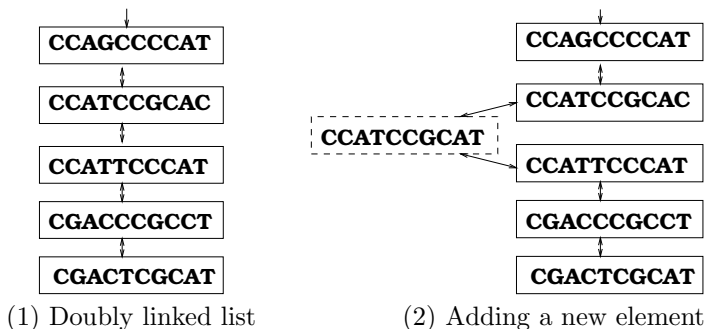 CCAGCCCCAT
CCATCCGCAC
CCATTCCCAT
CGACCCGCCT
CGACTCGCAT
(1) Doubly linked list
CCAGCCCCAT
CCATCCGCAC
CCATCCGCAT
CCATTCCCAT
CGACCCGCCT
CGACTCGCAT
(2) Adding a new element